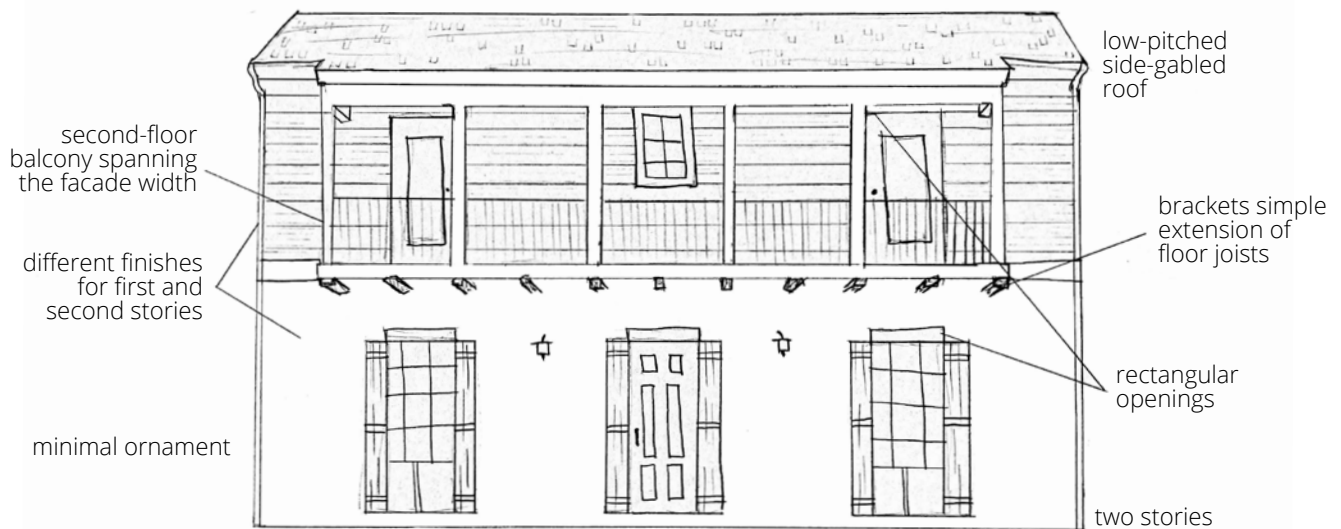 low-pitched
side-gabled
roof
second-floor
balcony spanning
the facade width
brackets simple
extension of
floor joists
different finishes
for first and
second stories
rectangular
openings
minimal ornament
two stories